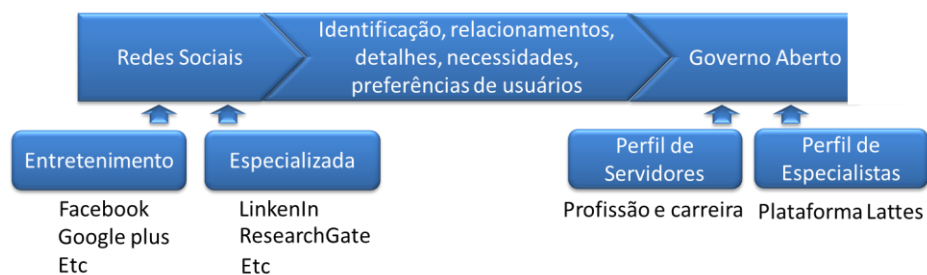 Redes Sociais
Identificação, relacionamentos,
detalhes, necessidades,
preferências de usuários
Governo Aberto
Entretenimento
Especializada
Perfil de
Servidores
Perfil de
Especialistas
Facebook
Google plus
Etc
LinkenIn
ResearchGate
Etc
Profissão e carreira
Plataforma Lattes